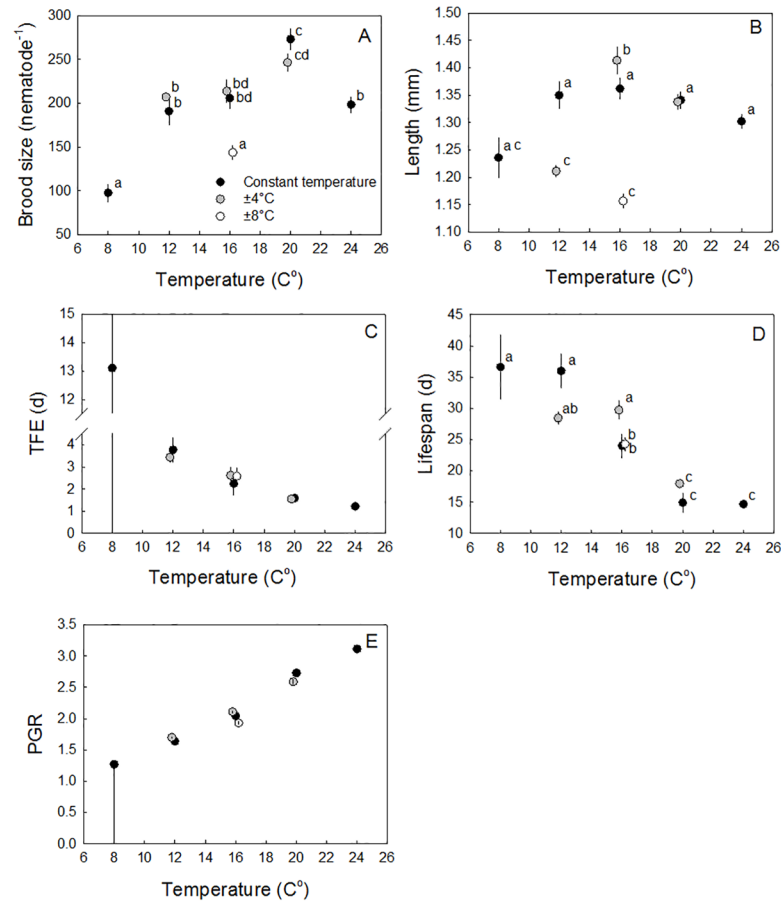 A
Brood size (nematode⁻¹)
300
250
200
150
100
50
a
b
b
bd
bd
a
c
cd
b
Constant temperature
±4°C
±8°C
6 8 10 12 14 16 18 20 22 24 26
Temperature (Cº)
B
Length (mm)
1.50
1.45
1.40
1.35
1.30
1.25
1.20
1.15
1.10
a c
a
c
b
a
c
a
a
6 8 10 12 14 16 18 20 22 24 26
Temperature (Cº)
C
TFE (d)
15
14
13
12
4
3
2
1
0
6 8 10 12 14 16 18 20 22 24 26
Temperature (Cº)
D
Lifespan (d)
45
40
35
30
25
20
15
10
a
a
ab
a
b
b
c
c
c
6 8 10 12 14 16 18 20 22 24 26
Temperature (Cº)
E
PGR
3.5
3.0
2.5
2.0
1.5
1.0
0.5
0.0
6 8 10 12 14 16 18 20 22 24 26
Temperature (Cº)